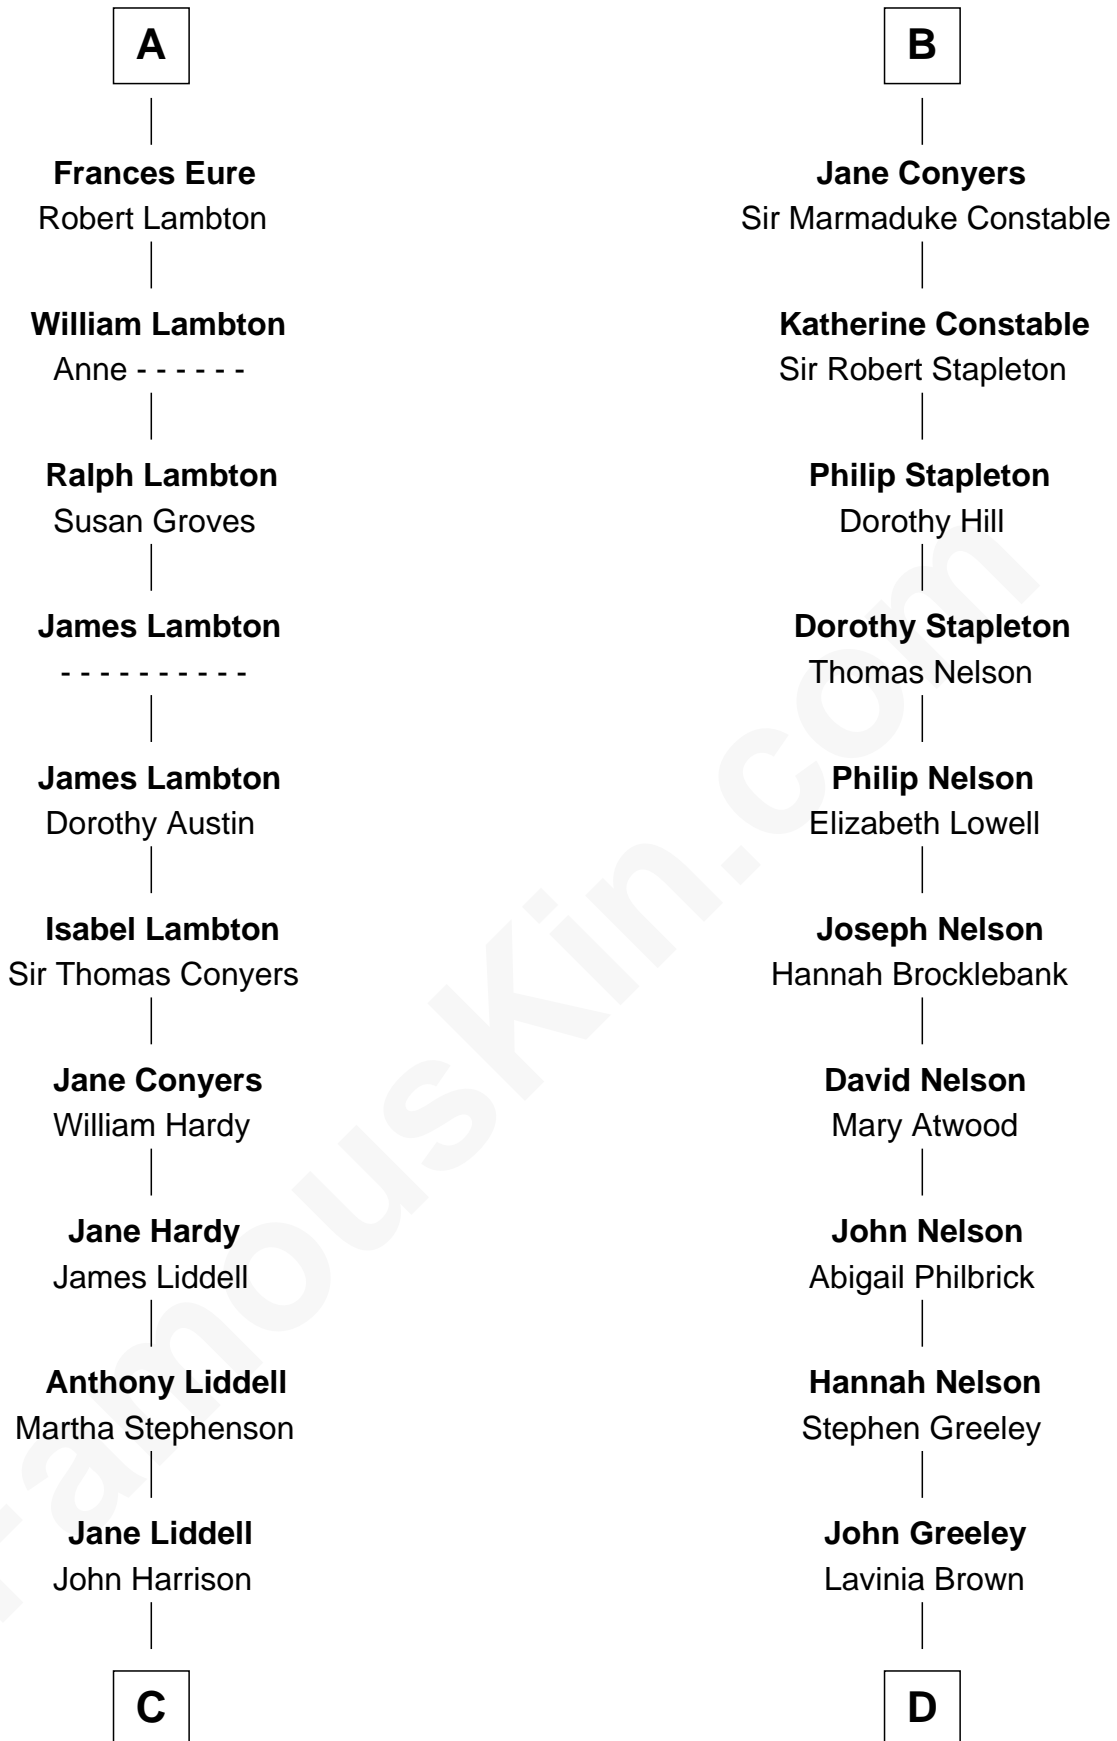 A
Frances Eure
Robert Lambton
William Lambton
Anne - - - - - -
Ralph Lambton
Susan Groves
James Lambton
- - - - - - - - - -
James Lambton
Dorothy Austin
Isabel Lambton
Sir Thomas Conyers
Jane Conyers
William Hardy
Jane Hardy
James Liddell
Anthony Liddell
Martha Stephenson
Jane Liddell
John Harrison
C
B
Jane Conyers
Sir Marmaduke Constable
Katherine Constable
Sir Robert Stapleton
Philip Stapleton
Dorothy Hill
Dorothy Stapleton
Thomas Nelson
Philip Nelson
Elizabeth Lowell
Joseph Nelson
Hannah Brocklebank
David Nelson
Mary Atwood
John Nelson
Abigail Philbrick
Hannah Nelson
Stephen Greeley
John Greeley
Lavinia Brown
D
FamousKin.com